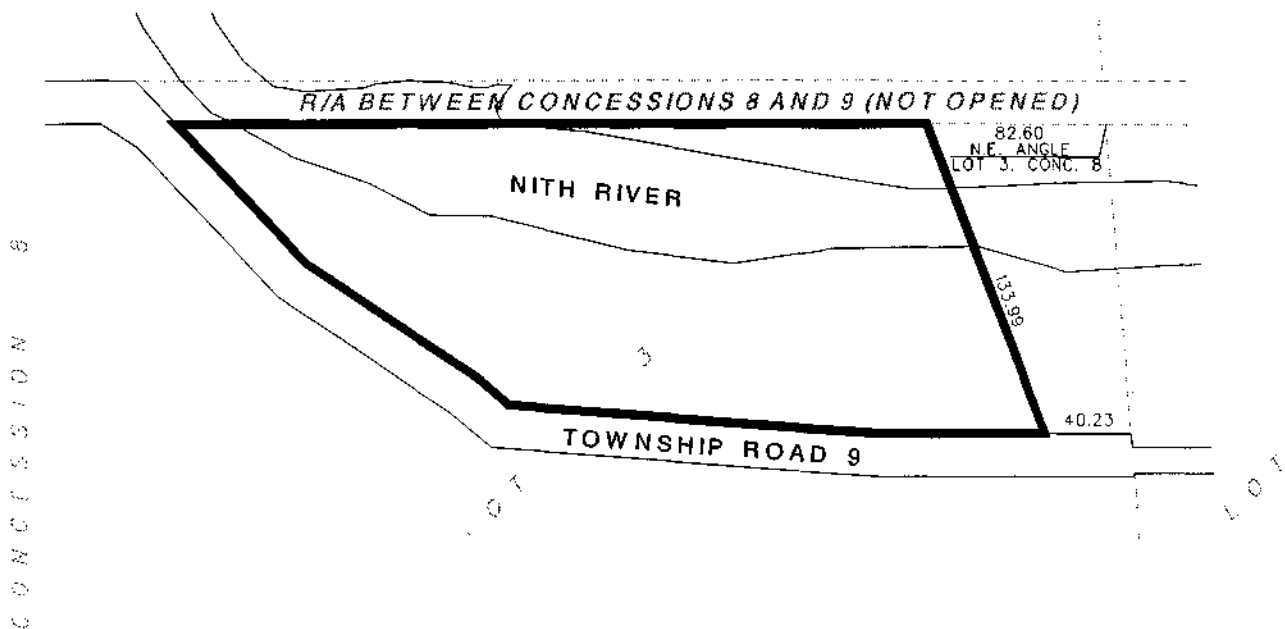 R/A BETWEEN CONCESSIONS 8 AND 9 (NOT OPENED)
82.60
N.E. ANGLE
LOT 3, CONC. 8
NITH RIVER
133.99
3
40.23
TOWNSHIP ROAD 9
LOT
LOT
CONCESSION 8